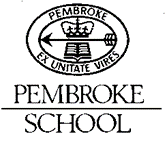 PEMBROKE
EX UNITATE VIRES
PEMBROKE
SCHOOL